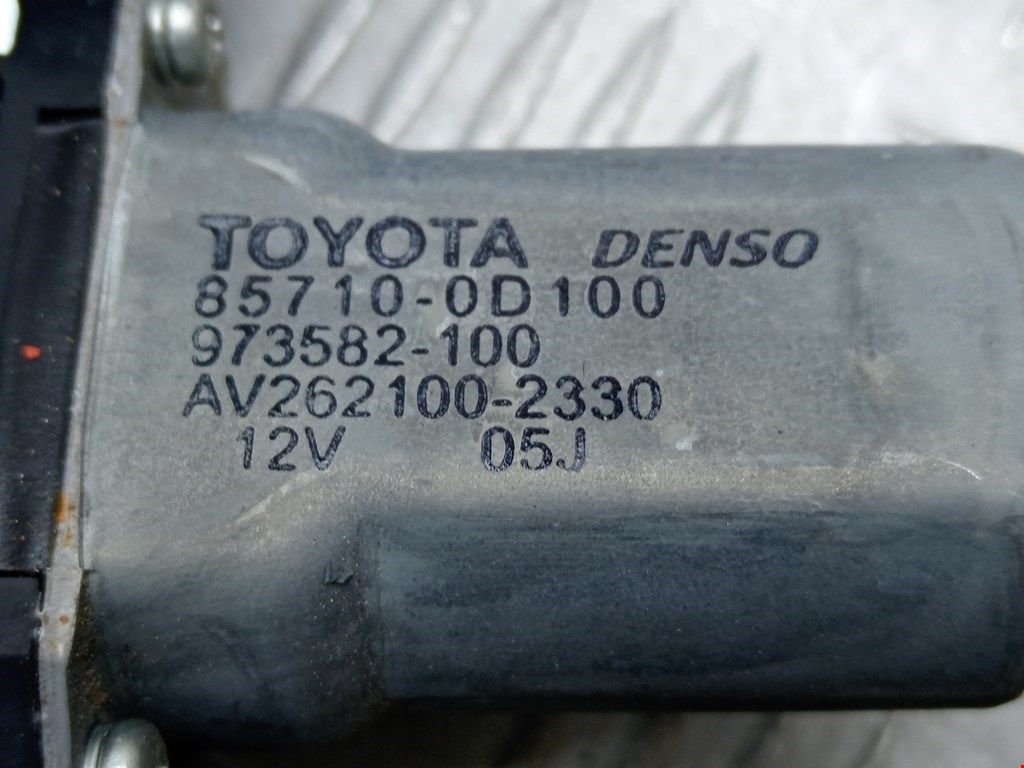 TOYOTA DENSO
85710-0D100
973582-100
AV262100-2330
12V 05J